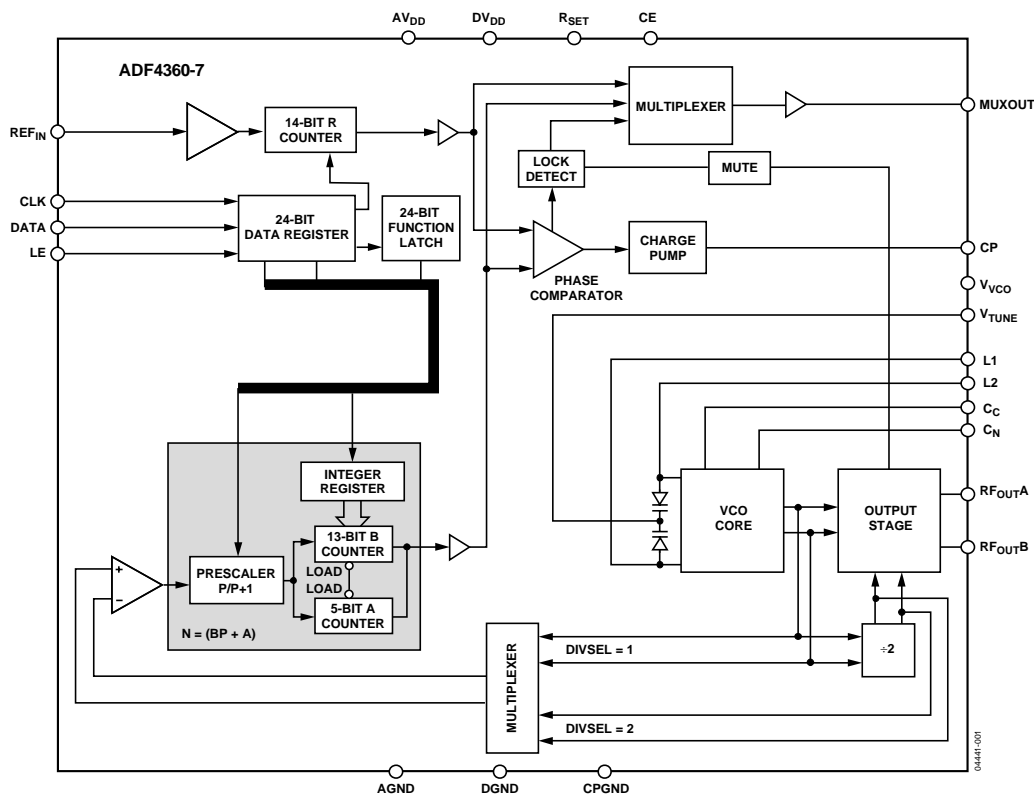 AVDD DVDD RSET CE
ADF4360-7
MULTIPLEXER
MUXOUT
REFIN
14-BIT R
COUNTER
LOCK
DETECT
MUTE
CLK
DATA
LE
24-BIT
DATA REGISTER
24-BIT
FUNCTION
LATCH
CHARGE
PUMP
CP
PHASE
COMPARATOR
VVCO
VTUNE
L1
L2
CC
CN
INTEGER
REGISTER
13-BIT B
COUNTER
LOAD
LOAD
5-BIT A
COUNTER
PRESCALER
P/P+1
+
−
N = (BP + A)
VCO
CORE
OUTPUT
STAGE
RFOUTA
RFOUTB
MULTIPLEXER
DIVSEL = 1
÷2
DIVSEL = 2
04441-001
AGND DGND CPGND